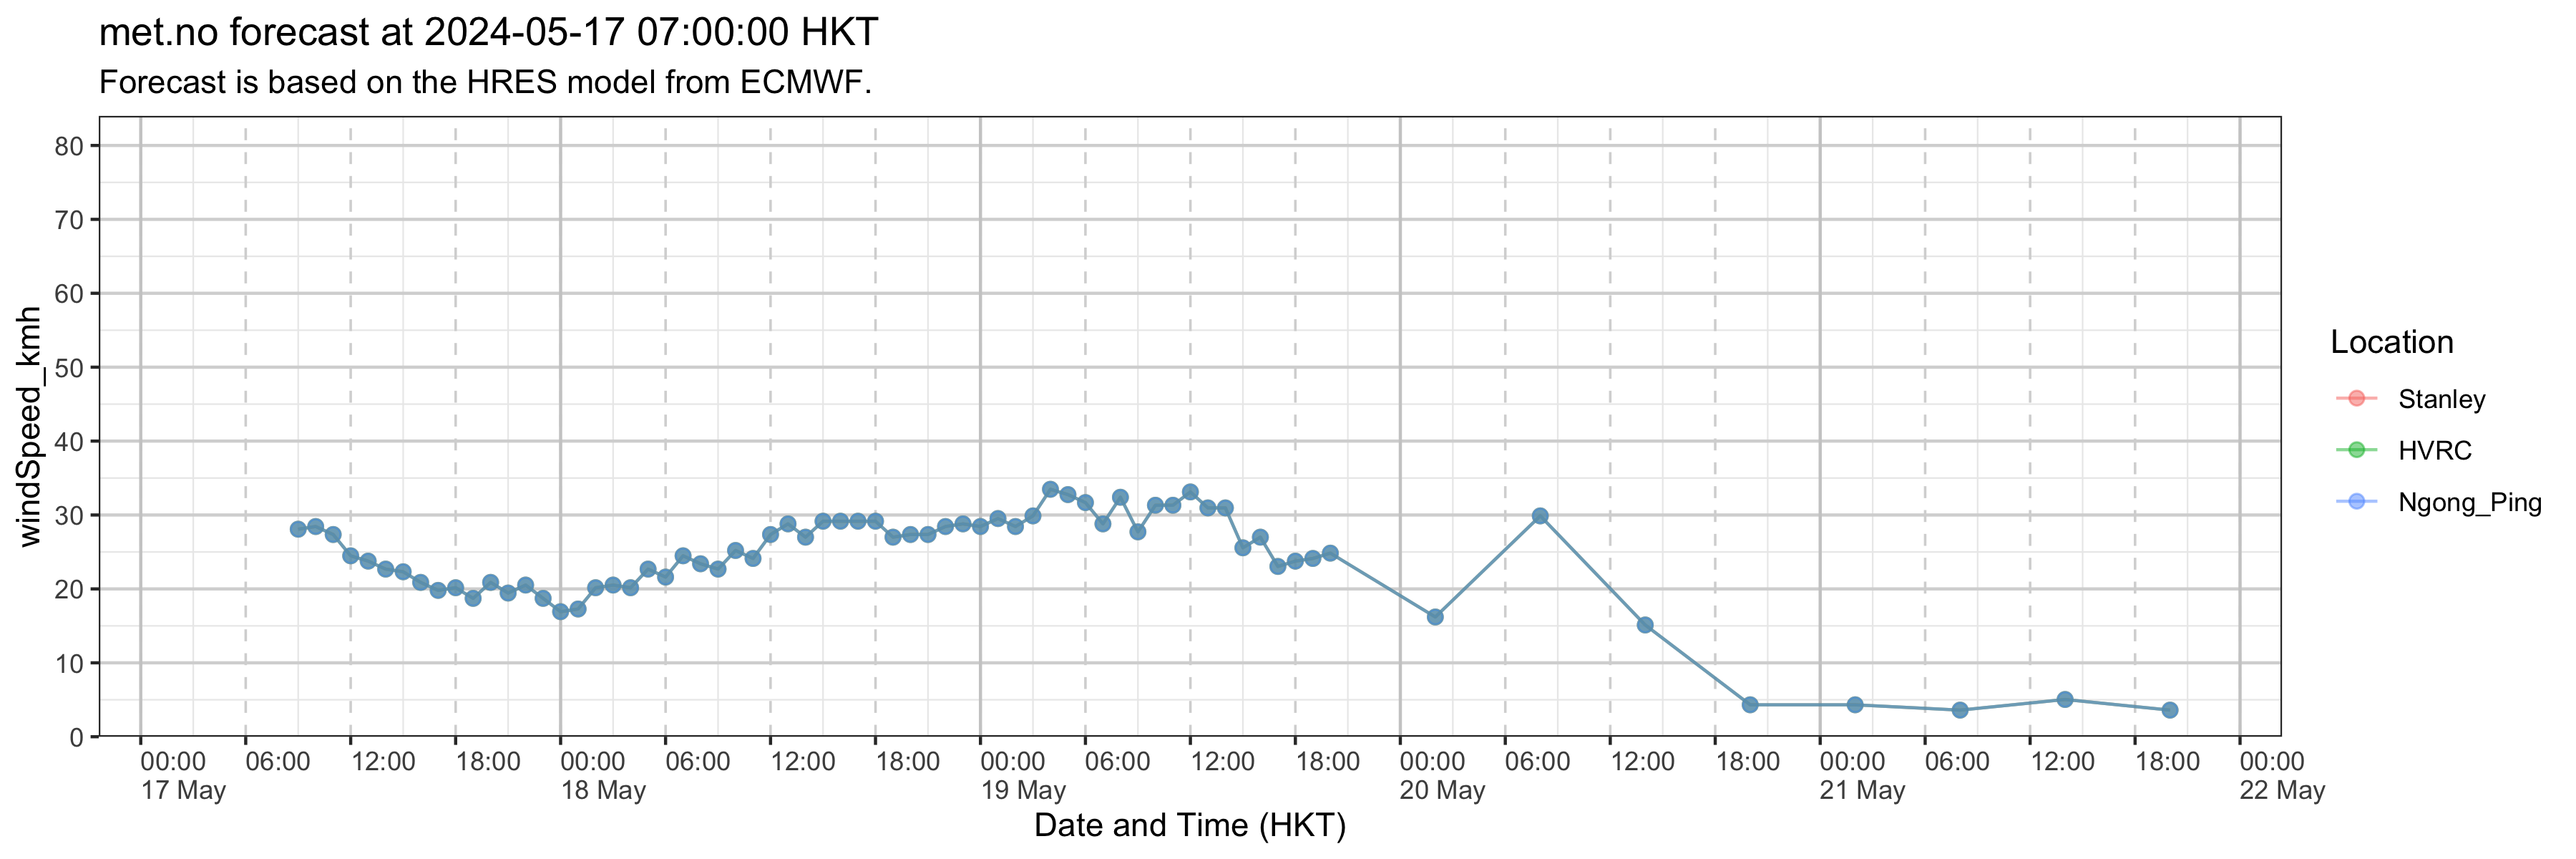 met.no forecast at 2024-05-17 07:00:00 HKT
Forecast is based on the HRES model from ECMWF.
windSpeed_kmh
80
70
60
50
40
30
20
10
0
00:00 06:00 12:00 18:00 00:00 06:00 12:00 18:00 00:00 06:00 12:00 18:00 00:00 06:00 12:00 18:00 00:00 06:00 12:00 18:00 00:00
17 May 18 May 19 May 20 May 21 May 22 May
Date and Time (HKT)
Location
Stanley
HVRC
Ngong_Ping